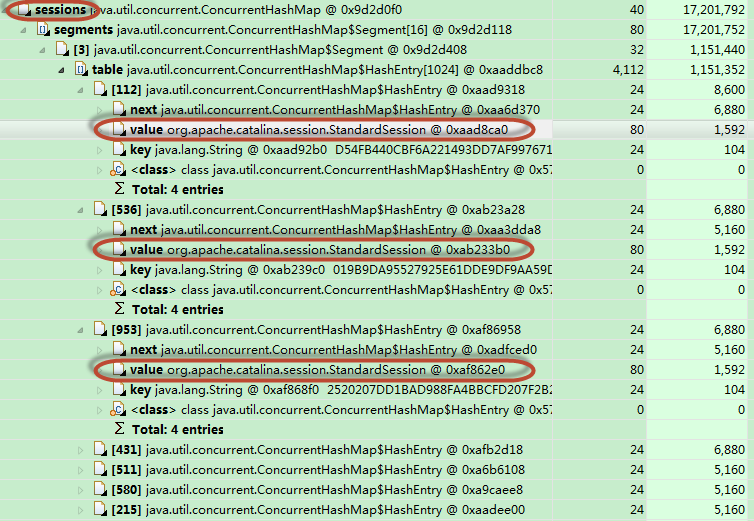 sessions java.util.concurrent.ConcurrentHashMap @ 0x9d2d0f0 40 17,201,792
segments java.util.concurrent.ConcurrentHashMap$Segment[16] @ 0x9d2d118 80 17,201,752
[3] java.util.concurrent.ConcurrentHashMap$Segment @ 0x9d2d408 32 1,151,440
table java.util.concurrent.ConcurrentHashMap$HashEntry[1024] @ 0xaaddbc8 4,112 1,151,352
[112] java.util.concurrent.ConcurrentHashMap$HashEntry @ 0xaad9318 24 8,600
next java.util.concurrent.ConcurrentHashMap$HashEntry @ 0xaa6d370 24 6,880
value org.apache.catalina.session.StandardSession @ 0xaad8ca0 80 1,592
key java.lang.String @ 0xaad92b0 D54FB440CBF6A221493DD7AF997671 24 104
<class> class java.util.concurrent.ConcurrentHashMap$HashEntry @ 0x57 0 0
Σ Total: 4 entries
[536] java.util.concurrent.ConcurrentHashMap$HashEntry @ 0xab23a28 24 6,880
next java.util.concurrent.ConcurrentHashMap$HashEntry @ 0xaa3dda8 24 5,160
value org.apache.catalina.session.StandardSession @ 0xab233b0 80 1,592
key java.lang.String @ 0xab239c0 019B9DA95527925E61DDE9DF9AA59D 24 104
<class> class java.util.concurrent.ConcurrentHashMap$HashEntry @ 0x57 0 0
Σ Total: 4 entries
[953] java.util.concurrent.ConcurrentHashMap$HashEntry @ 0xaf86958 24 6,880
next java.util.concurrent.ConcurrentHashMap$HashEntry @ 0xadfced0 24 5,160
value org.apache.catalina.session.StandardSession @ 0xaf862e0 80 1,592
key java.lang.String @ 0xaf868f0 2520207DD1BAD988FA4BBCFD207F2B2 24 104
<class> class java.util.concurrent.ConcurrentHashMap$HashEntry @ 0x57 0 0
Σ Total: 4 entries
[431] java.util.concurrent.ConcurrentHashMap$HashEntry @ 0xafb2d18 24 6,880
[511] java.util.concurrent.ConcurrentHashMap$HashEntry @ 0xa6b6108 24 5,160
[580] java.util.concurrent.ConcurrentHashMap$HashEntry @ 0xa9caee8 24 5,160
[215] java.util.concurrent.ConcurrentHashMap$HashEntry @ 0xaadee00 24 5,160